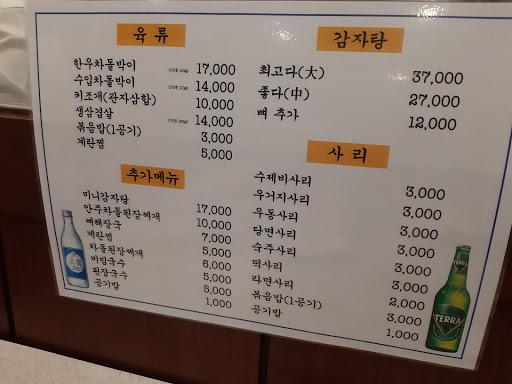 육 류
한우차돌박이 17,000
수입차돌박이 14,000
키조개(관자삼합) 10,000
생삼겹살 14,000
볶음밥(1공기) 3,000
계란찜 5,000
추가메뉴
미니감자탕 17,000
안주차돌된장찌개 10,000
뼈해장국 7,000
계란찜 5,000
차돌된장찌개 6,000
비빔국수 5,000
된장국수 5,000
공기밥 1,000
감자탕
최고다(大) 37,000
좋다(中) 27,000
뼈 추가 12,000
사 리
수제비사리 3,000
우거지사리 3,000
우동사리 3,000
당면사리 3,000
숙주사리 3,000
떡사리 3,000
라면사리 2,000
볶음밥(1공기) 3,000
공기밥 1,000
TERRA